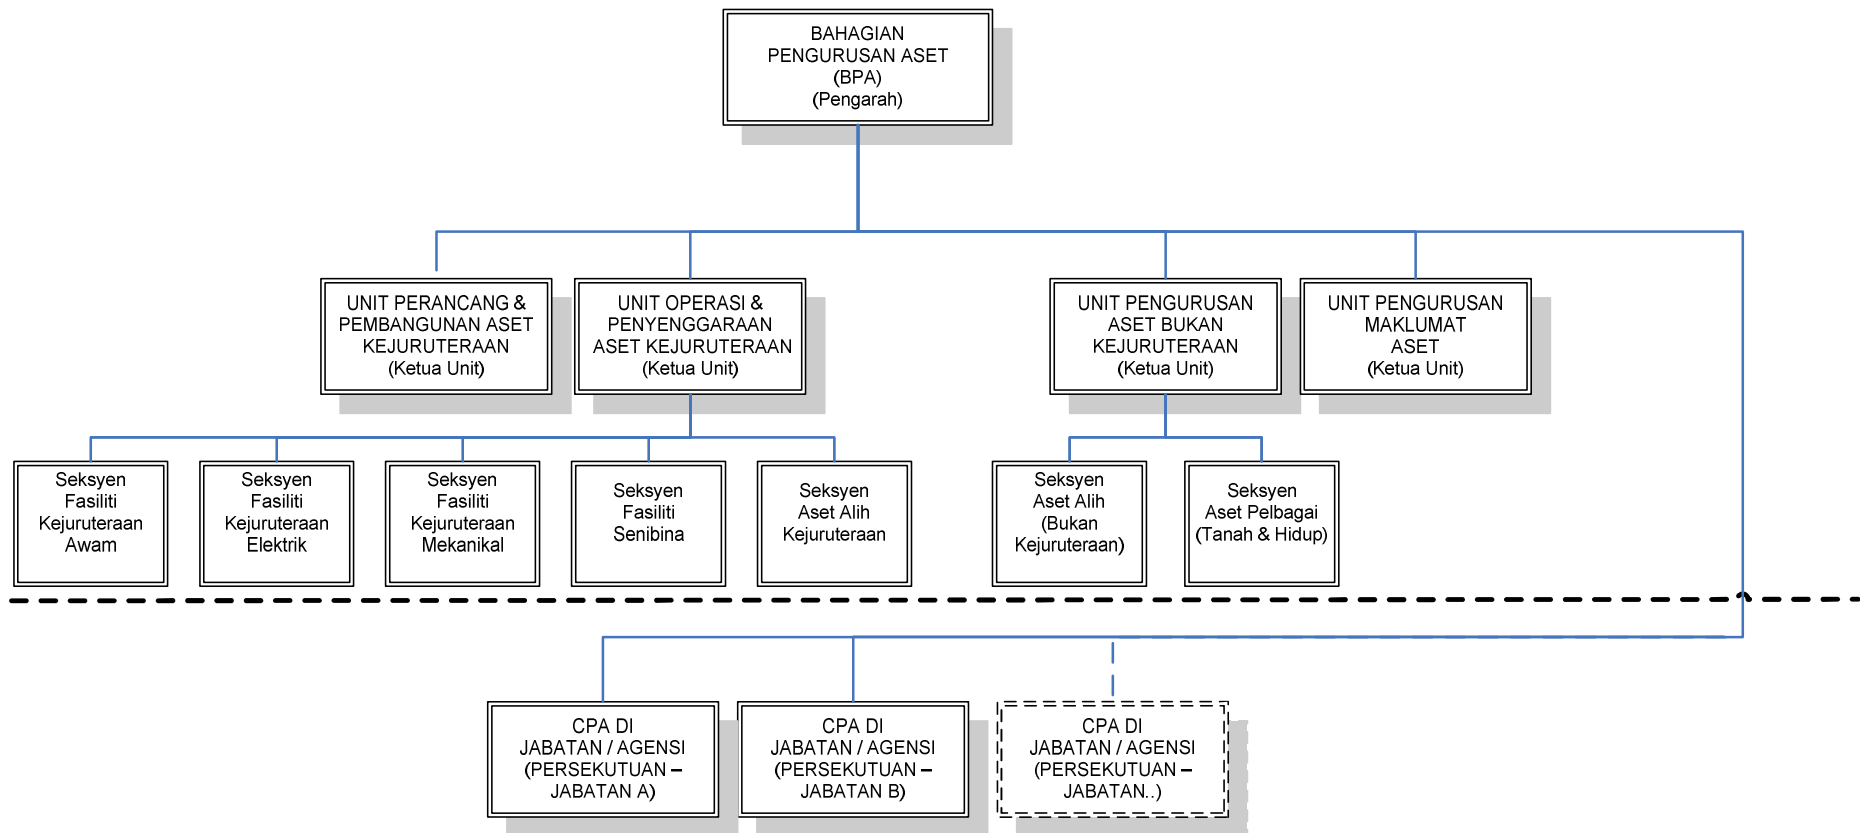 BAHAGIAN
PENGURUSAN ASET
(BPA)
(Pengarah)
UNIT PERANCANG &
PEMBANGUNAN ASET
KEJURUTERAAN
(Ketua Unit)
UNIT OPERASI &
PENYENGGARAAN
ASET KEJURUTERAAN
(Ketua Unit)
UNIT PENGURUSAN
ASET BUKAN
KEJURUTERAAN
(Ketua Unit)
UNIT PENGURUSAN
MAKLUMAT
ASET
(Ketua Unit)
Seksyen
Fasiliti
Kejuruteraan
Awam
Seksyen
Fasiliti
Kejuruteraan
Elektrik
Seksyen
Fasiliti
Kejuruteraan
Mekanikal
Seksyen
Fasiliti
Senibina
Seksyen
Aset Alih
Kejuruteraan
Seksyen
Aset Alih
(Bukan
Kejuruteraan)
Seksyen
Aset Pelbagai
(Tanah & Hidup)
CPA DI
JABATAN / AGENSI
(PERSEKUTUAN –
JABATAN A)
CPA DI
JABATAN / AGENSI
(PERSEKUTUAN –
JABATAN B)
CPA DI
JABATAN / AGENSI
(PERSEKUTUAN –
JABATAN..)